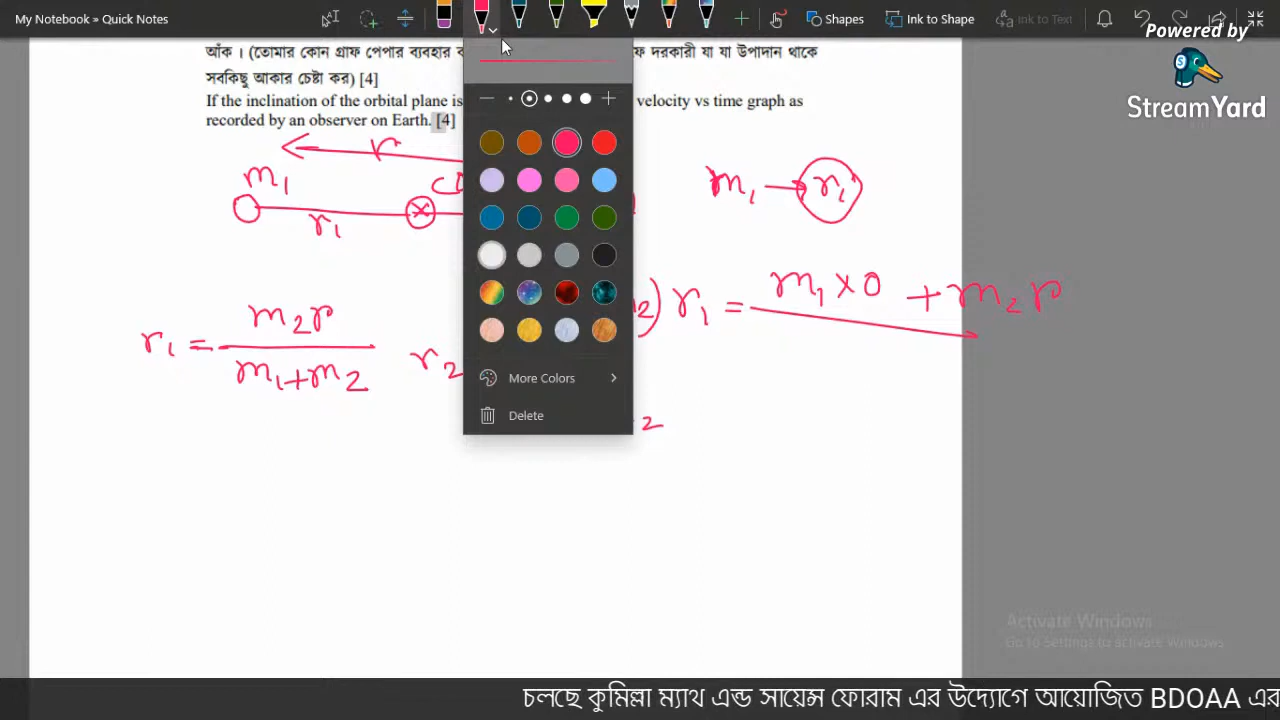 My Notebook » Quick Notes
Shapes
Ink to Shape
Ink to Text
Powered by
StreamYard
আঁক । (তোমার কোন গ্রাফ পেপার ব্যবহার দরকারী যা যা উপাদান থাকে
সবকিছু আকার চেষ্টা কর) [4]
If the inclination of the orbital plane is velocity vs time graph as
recorded by an observer on Earth. [4]
r
m₁
m₁ → r₁
r₁
) r₁ = m₁ × 0 + m₂ r
r₁ = m₂r
m₁+m₂
r₂
2
More Colors
Delete
Activate Windows
Go to Settings to activate Windows.
চলছে কুমিল্লা ম্যাথ এন্ড সায়েন্স ফোরাম এর উদ্যোগে আয়োজিত BDOAA এর